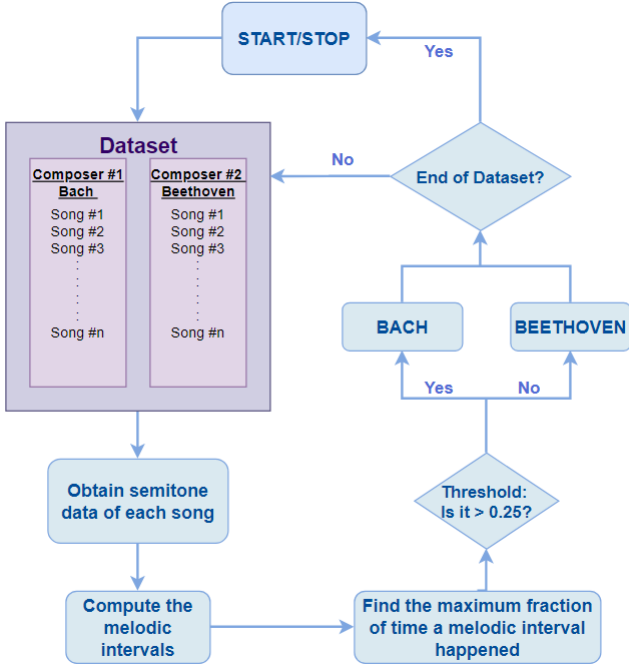 START/STOP
Yes
Dataset
Composer #1
Bach
Song #1
Song #2
Song #3
Song #n
Composer #2
Beethoven
Song #1
Song #2
Song #3
Song #n
No
End of Dataset?
BACH
BEETHOVEN
Yes
No
Threshold:
Is it > 0.25?
Obtain semitone
data of each song
Compute the
melodic
intervals
Find the maximum fraction
of time a melodic interval
happened